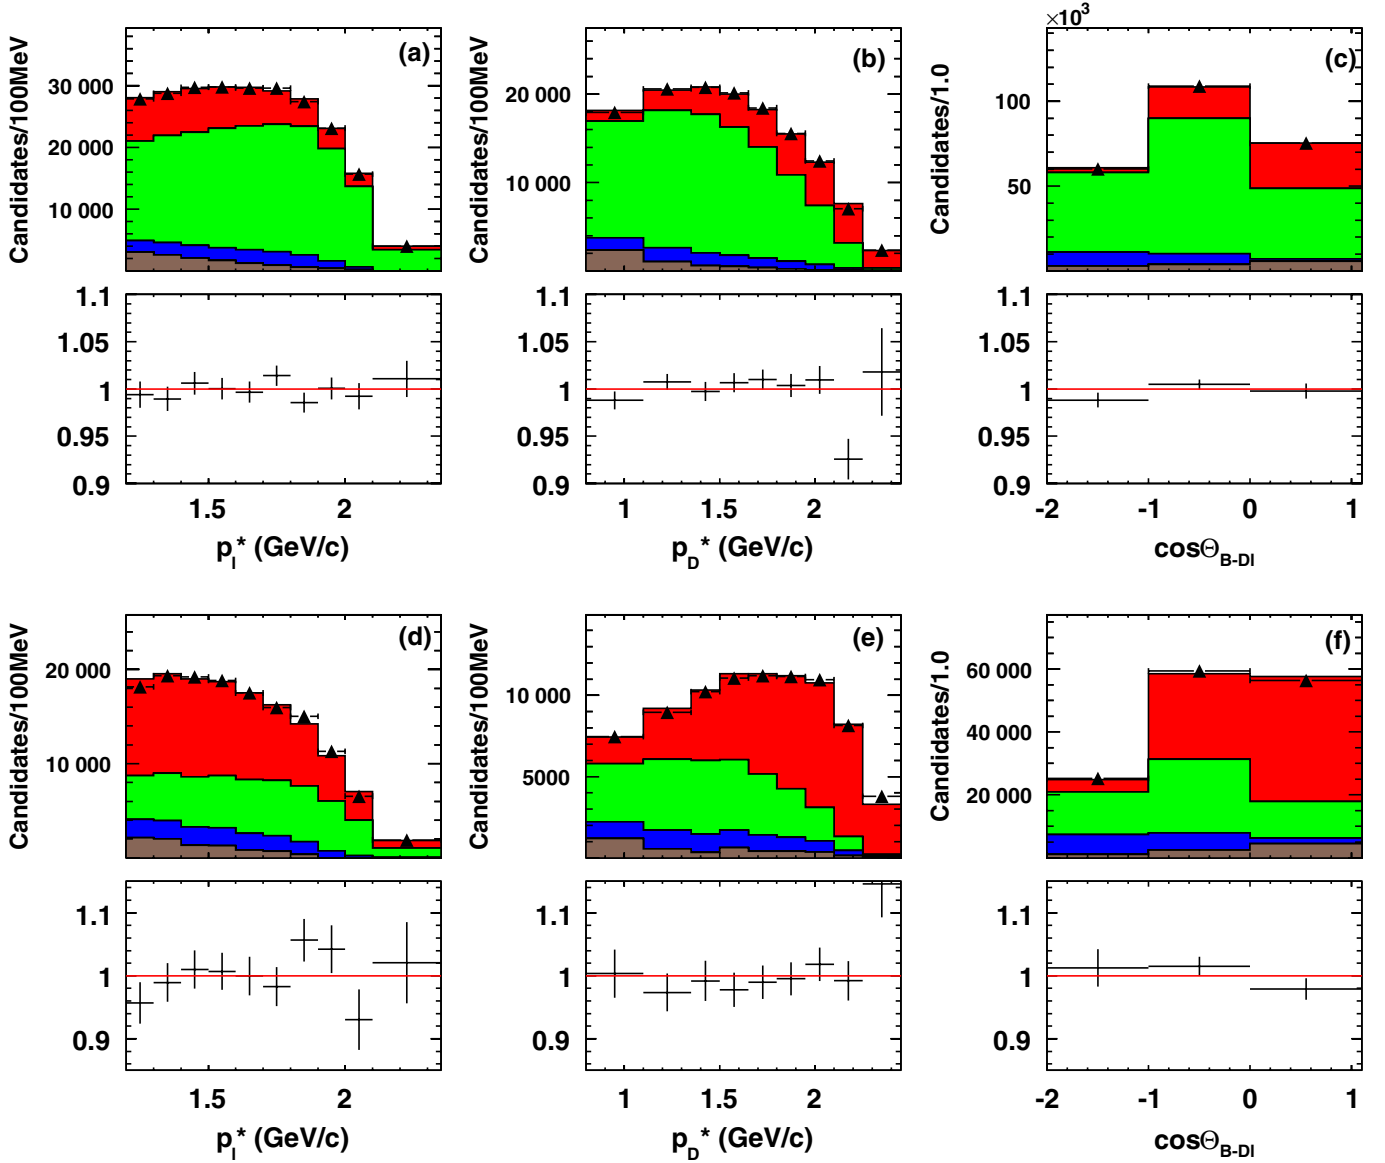 ×10³
(a)
(b)
(c)
Candidates/100MeV
30 000
20 000
10 000
Candidates/100MeV
20 000
10 000
Candidates/1.0
100
50
1.1
1.05
1
0.95
0.9
1.1
1.05
1
0.95
0.9
1.1
1.05
1
0.95
0.9
1.5 2
1 1.5 2
-2 -1 0 1
p_l* (GeV/c)
p_D* (GeV/c)
cosΘ_B-Dl
(d)
(e)
(f)
Candidates/100MeV
20 000
10 000
Candidates/100MeV
10 000
5000
Candidates/1.0
60 000
40 000
20 000
1.1
1
0.9
1.1
1
0.9
1.1
1
0.9
1.5 2
1 1.5 2
-2 -1 0 1
p_l* (GeV/c)
p_D* (GeV/c)
cosΘ_B-Dl